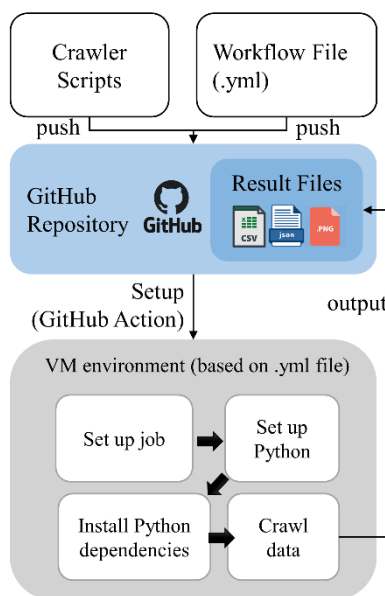 Crawler
Scripts
Workflow File
(.yml)
push
push
GitHub
Repository
GitHub
Result Files
CSV
json
.PNG
Setup
(GitHub Action)
output
VM environment (based on .yml file)
Set up job
Set up
Python
Install Python
dependencies
Crawl
data